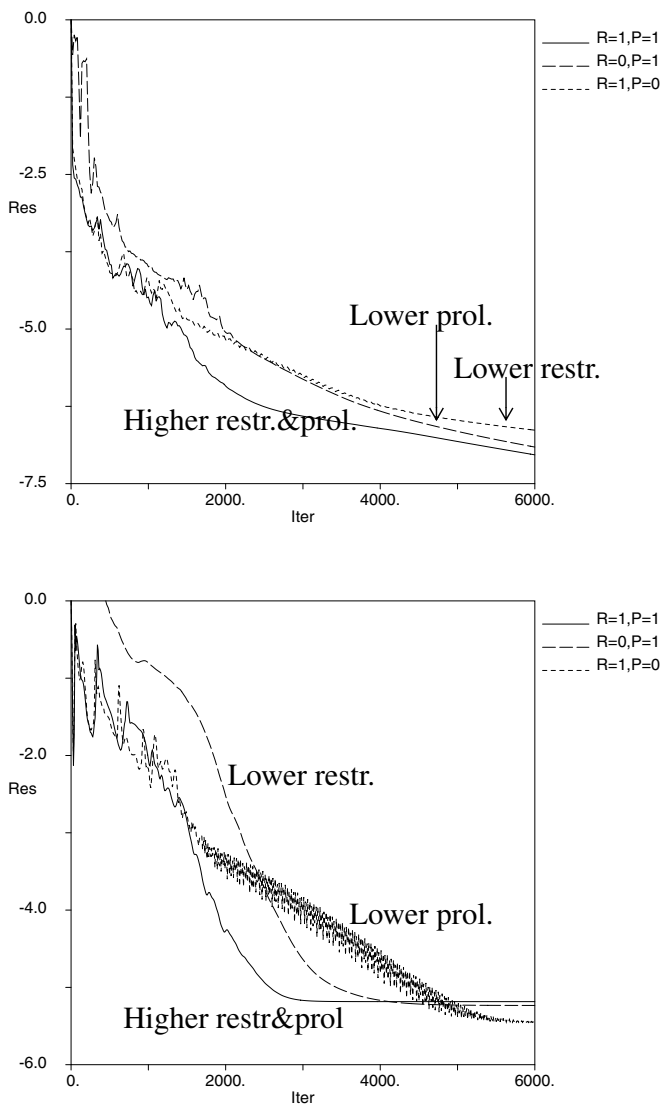 0.0
R=1,P=1
R=0,P=1
R=1,P=0
-2.5
Res
-5.0
Lower prol.
Lower restr.
Higher restr.&prol.
-7.5
0. 2000. 4000. 6000.
Iter
0.0
R=1,P=1
R=0,P=1
R=1,P=0
-2.0
Lower restr.
Res
-4.0
Lower prol.
Higher restr&prol
-6.0
0. 2000. 4000. 6000.
Iter